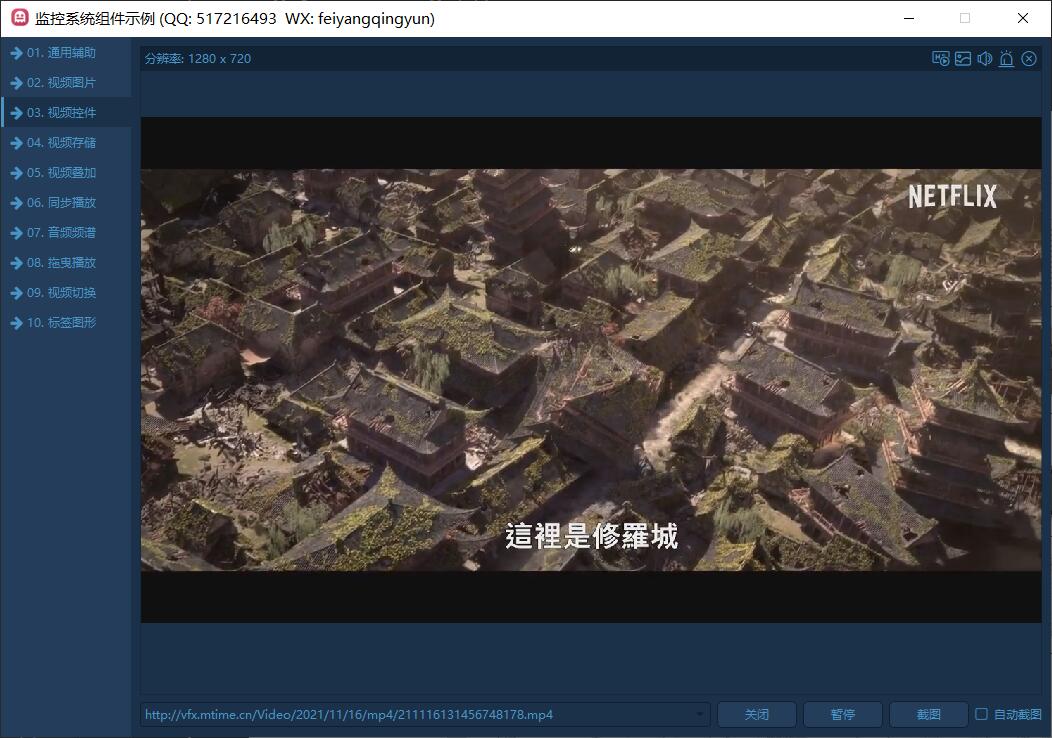 监控系统组件示例 (QQ: 517216493  WX: feiyangqingyun)
01. 通用辅助
02. 视频图片
03. 视频控件
04. 视频存储
05. 视频叠加
06. 同步播放
07. 音频频谱
08. 拖曳播放
09. 视频切换
10. 标签图形
分辨率: 1280 x 720
NETFLIX
這裡是修羅城
http://vfx.mtime.cn/Video/2021/11/16/mp4/211116131456748178.mp4
关闭
暂停
截图
自动截图